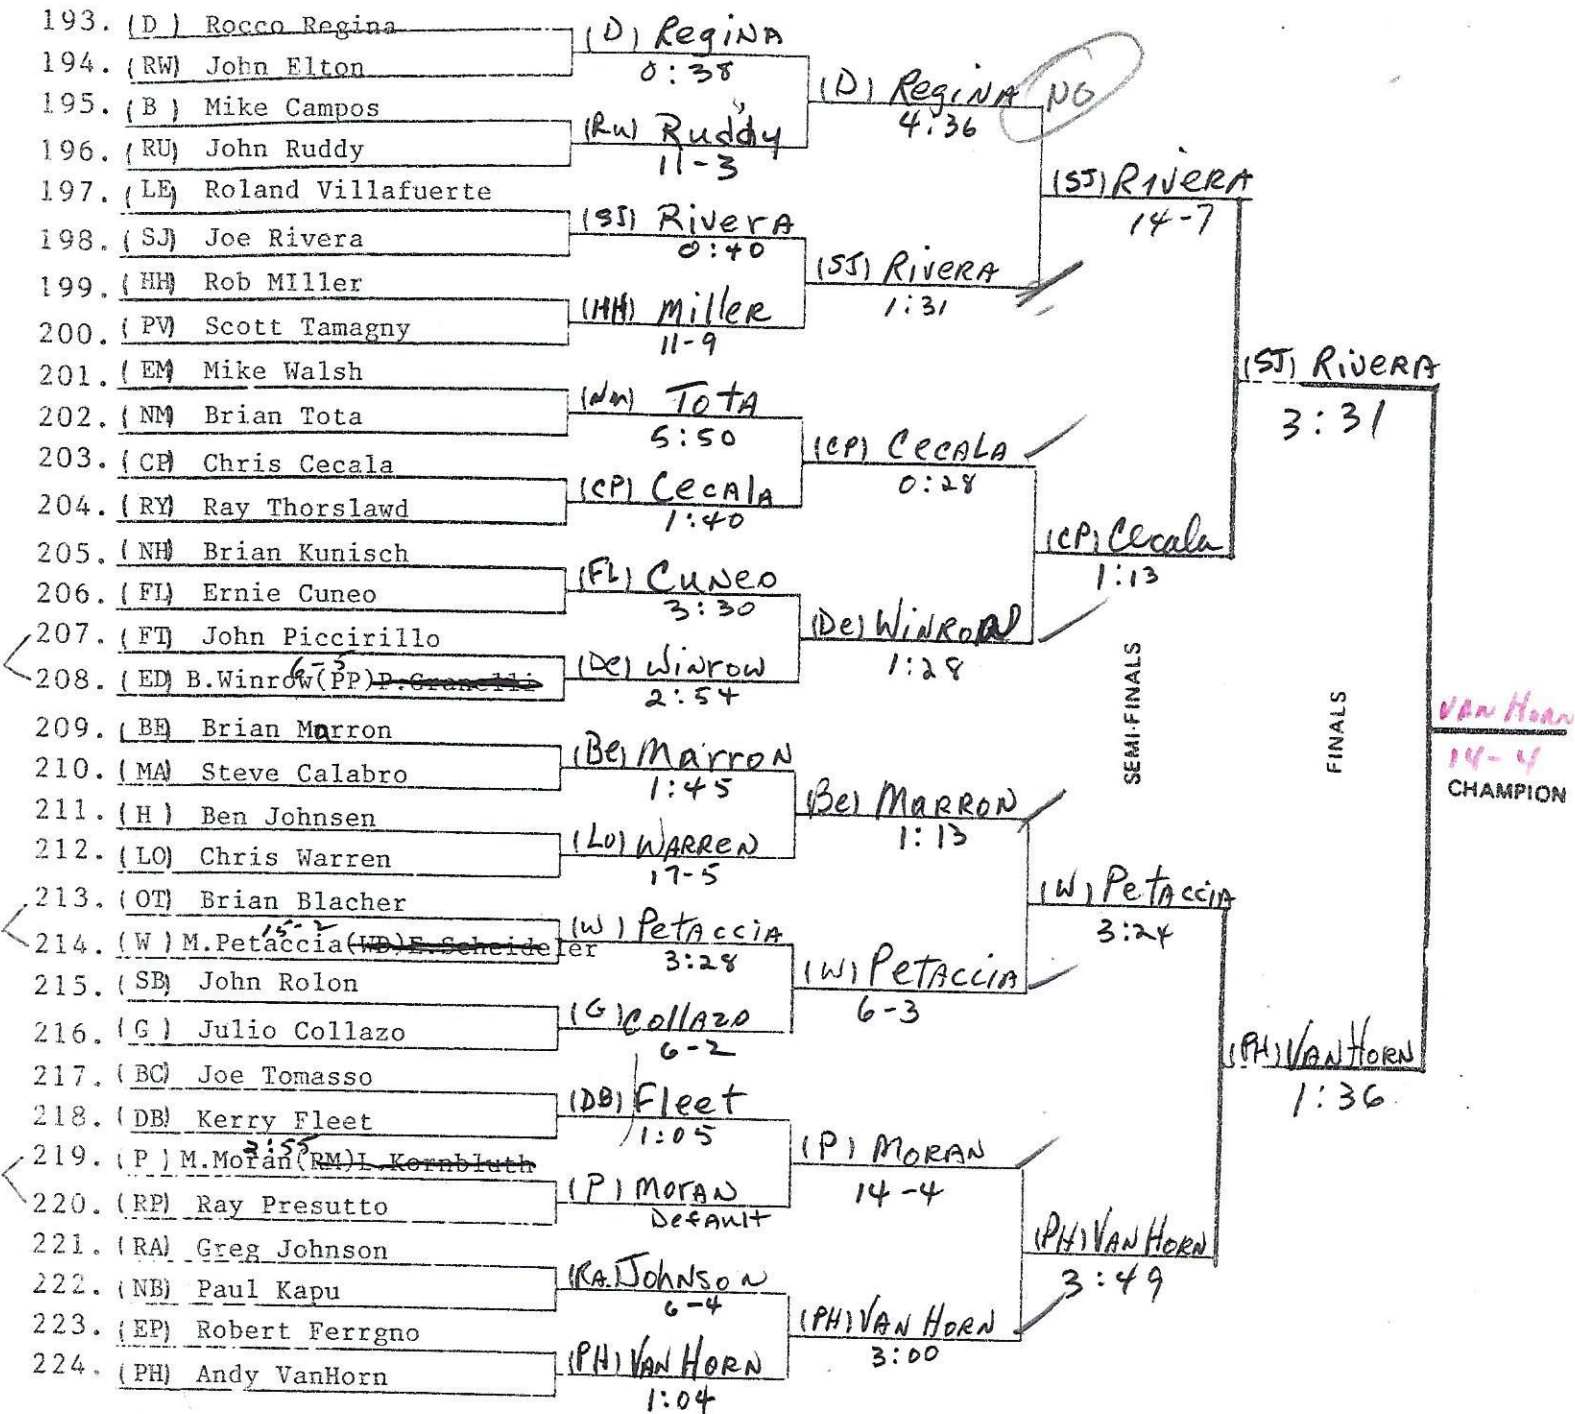 193. (D ) Rocco Regina
194. (RW) John Elton
195. (B ) Mike Campos
196. (RU) John Ruddy
197. (LE) Roland Villafuerte
198. (SJ) Joe Rivera
199. (HH) Rob MIller
200. (PV) Scott Tamagny
201. (EM) Mike Walsh
202. (NM) Brian Tota
203. (CP) Chris Cecala
204. (RY) Ray Thorslawd
205. (NH) Brian Kunisch
206. (FL) Ernie Cuneo
207. (FT) John Piccirillo
6-5
208. (ED) B.Winrow(PP)P.Granelli
209. (BE) Brian Marron
210. (MA) Steve Calabro
211. (H ) Ben Johnsen
212. (LO) Chris Warren
213. (OT) Brian Blacher
15-2
214. (W ) M.Petaccia(WD)E.Scheideler
215. (SB) John Rolon
216. (G ) Julio Collazo
217. (BC) Joe Tomasso
218. (DB) Kerry Fleet
3:55
219. (P ) M.Moran(RM)L.Kornbluth
220. (RP) Ray Presutto
221. (RA) Greg Johnson
222. (NB) Paul Kapu
223. (EP) Robert Ferrgno
224. (PH) Andy VanHorn
(D) Regina
0:38
(Ru) Ruddy
11-3
(SJ) Rivera
0:40
(HH) Miller
11-9
(Nm) Tota
5:50
(CP) Cecala
1:40
(FL) Cuneo
3:30
(De) Winrow
2:54
(Be) Marron
1:45
(Lo) Warren
17-5
(W) Petaccia
3:28
(G) Collazo
6-2
(DB) Fleet
1:05
(P) Moran
Default
(Ra.) Johnson
6-4
(PH) Van Horn
1:04
(D) Regina NO
4:36
(SJ) Rivera
1:31
(CP) Cecala
0:28
(De) Winrow
1:28
(Be) Marron
1:13
(W) Petaccia
6-3
(P) Moran
14-4
(PH) Van Horn
3:00
(SJ) Rivera
14-7
(CP) Cecala
1:13
(W) Petaccia
3:24
(PH) Van Horn
3:49
SEMI-FINALS
(SJ) Rivera
3:31
(PH) Van Horn
1:36
FINALS
Van Horn
14-4
CHAMPION